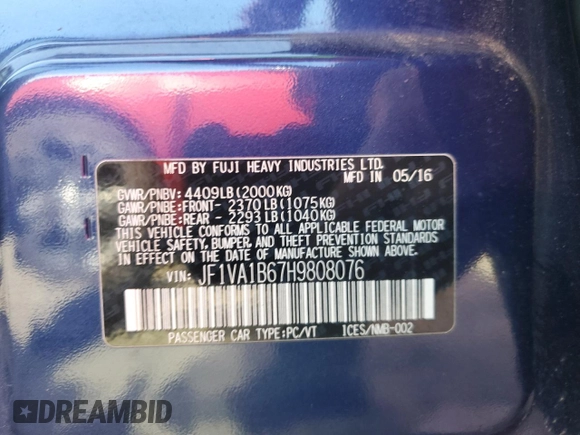 MFD BY FUJI HEAVY INDUSTRIES LTD.
MFD IN 05/16
GVWR/PNBV: 4409LB(2000KG)
GAWR/PNBE:FRONT- 2370LB(1075KG)
GAWR/PNBE:REAR - 2293LB(1040KG)
THIS VEHICLE CONFORMS TO ALL APPLICABLE FEDERAL MOTOR
VEHICLE SAFETY, BUMPER, AND THEFT PREVENTION STANDARDS
IN EFFECT ON THE DATE OF MANUFACTURE SHOWN ABOVE.
VIN: JF1VA1B67H9808076
PASSENGER CAR TYPE:PC/VT ICES/NMB-002
DREAMBID